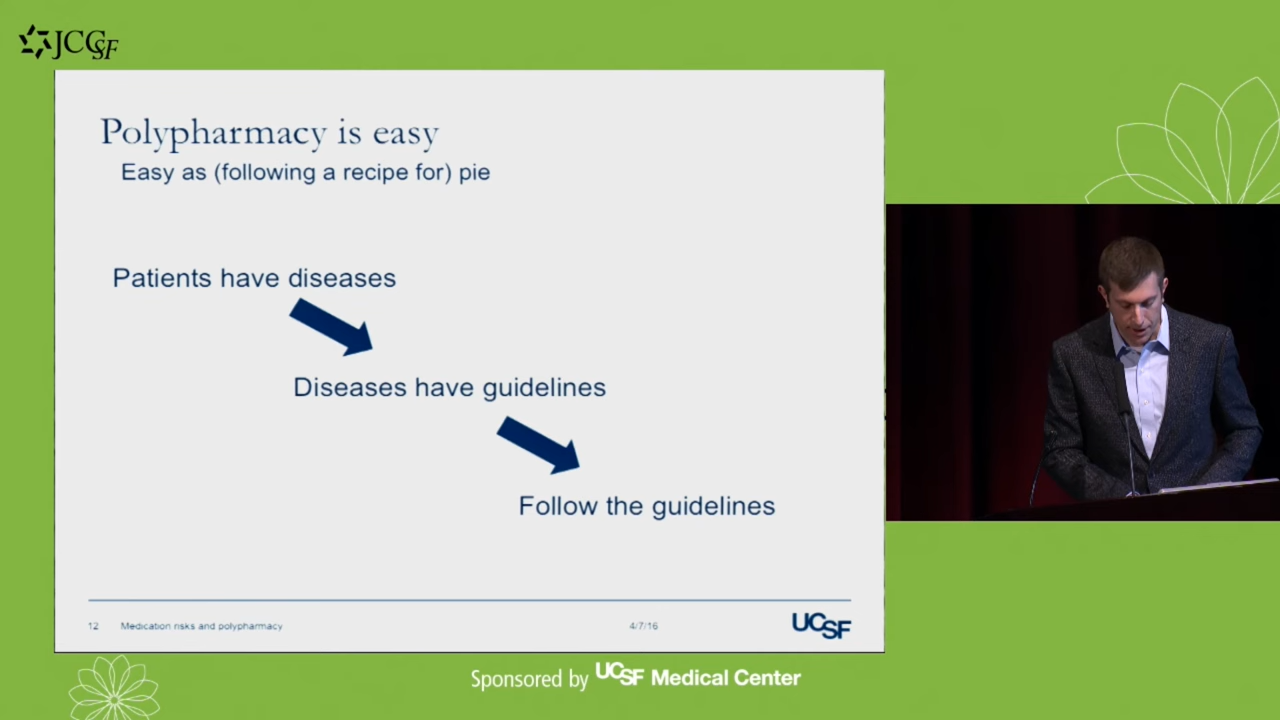 JCCSF
Polypharmacy is easy
Easy as (following a recipe for) pie
Patients have diseases
Diseases have guidelines
Follow the guidelines
12 Medication risks and polypharmacy 4/7/16 UCSF
Sponsored by UCSF Medical Center